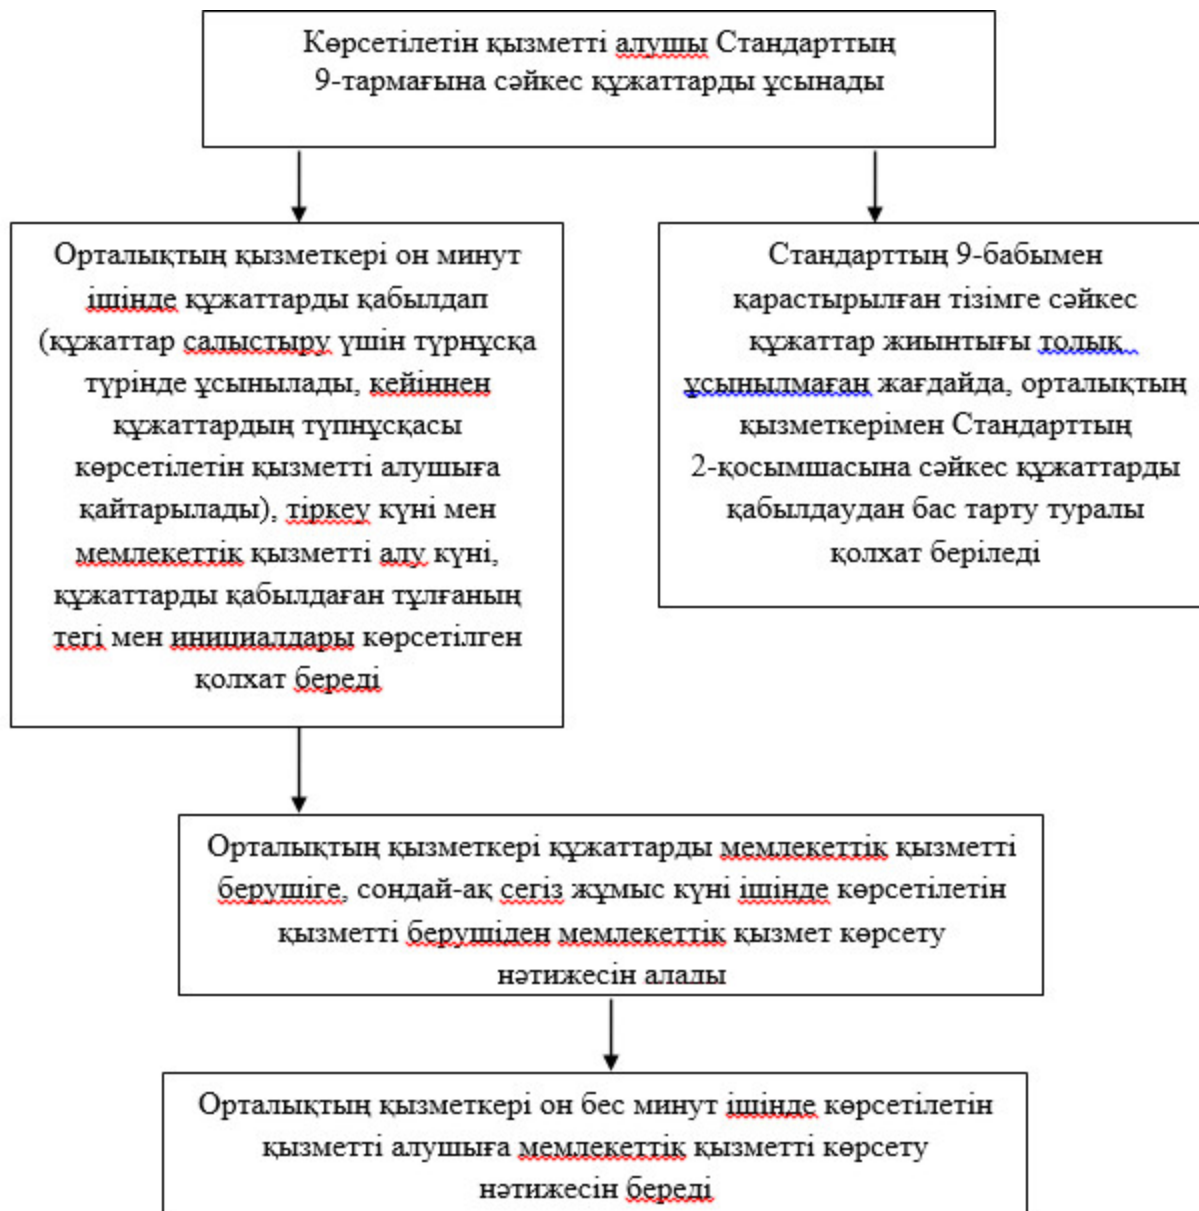 Көрсетілетін қызметті алушы Стандарттың
9-тармағына сәйкес құжаттарды ұсынады
Орталықтың қызметкері он минут
ішінде құжаттарды қабылдап
(құжаттар салыстыру үшін түрнұсқа
түрінде ұсынылады, кейіннен
құжаттардың түпнұсқасы
көрсетілетін қызметті алушыға
қайтарылады), тіркеу күні мен
мемлекеттік қызметті алу күні,
құжаттарды қабылдаған тұлғаның
тегі мен инициалдары көрсетілген
қолхат береді
Стандарттың 9-бабымен
қарастырылған тізімге сәйкес
құжаттар жиынтығы толық
ұсынылмаған жағдайда, орталықтың
қызметкерімен Стандарттың
2-қосымшасына сәйкес құжаттарды
қабылдаудан бас тарту туралы
қолхат беріледі
Орталықтың қызметкері құжаттарды мемлекеттік қызметті
берушіге, сондай-ақ сегіз жұмыс күні ішінде көрсетілетін
қызметті берушіден мемлекеттік қызмет көрсету
нәтижесін алады
Орталықтың қызметкері он бес минут ішінде көрсетілетін
қызметті алушыға мемлекеттік қызметті көрсету
нәтижесін береді